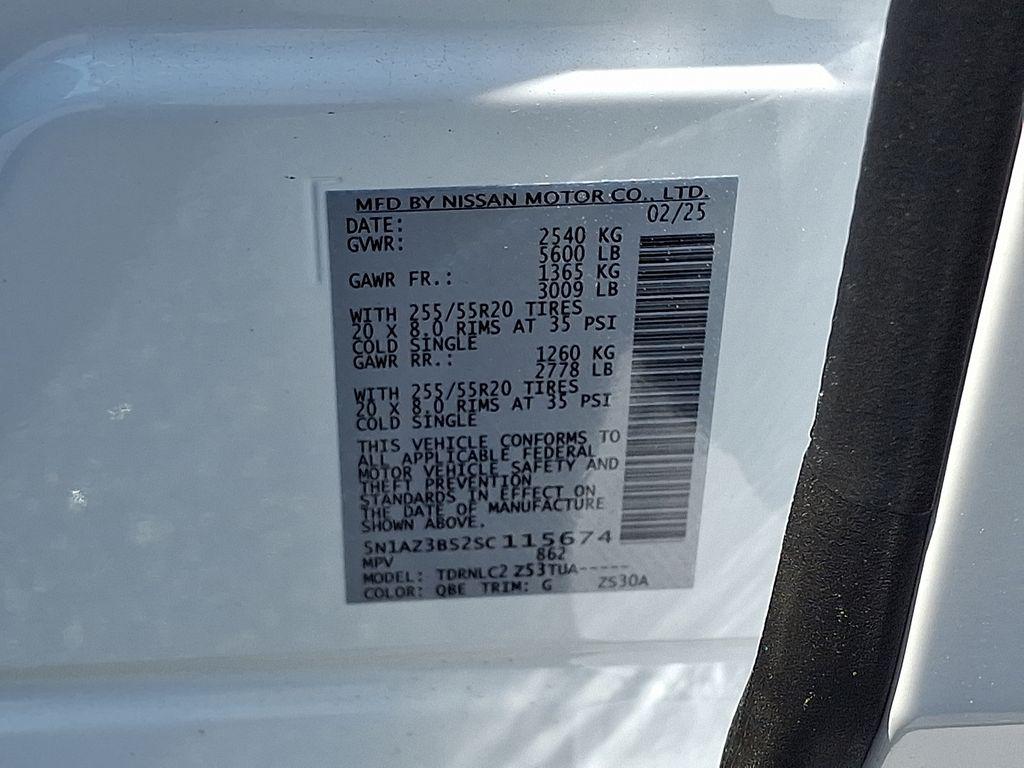 MFD BY NISSAN MOTOR CO., LTD.
DATE: 02/25
GVWR: 2540 KG
5600 LB
GAWR FR.: 1365 KG
3009 LB
WITH 255/55R20 TIRES
20 X 8.0 RIMS AT 35 PSI
COLD SINGLE
GAWR RR.: 1260 KG
2778 LB
WITH 255/55R20 TIRES
20 X 8.0 RIMS AT 35 PSI
COLD SINGLE
THIS VEHICLE CONFORMS TO
ALL APPLICABLE FEDERAL
MOTOR VEHICLE SAFETY AND
THEFT PREVENTION
STANDARDS IN EFFECT ON
THE DATE OF MANUFACTURE
SHOWN ABOVE.
5N1AZ3BS2SC115674
MPV 862
MODEL: TDRNLC2 Z53TUA-----
COLOR: QBE TRIM: G ZS30A